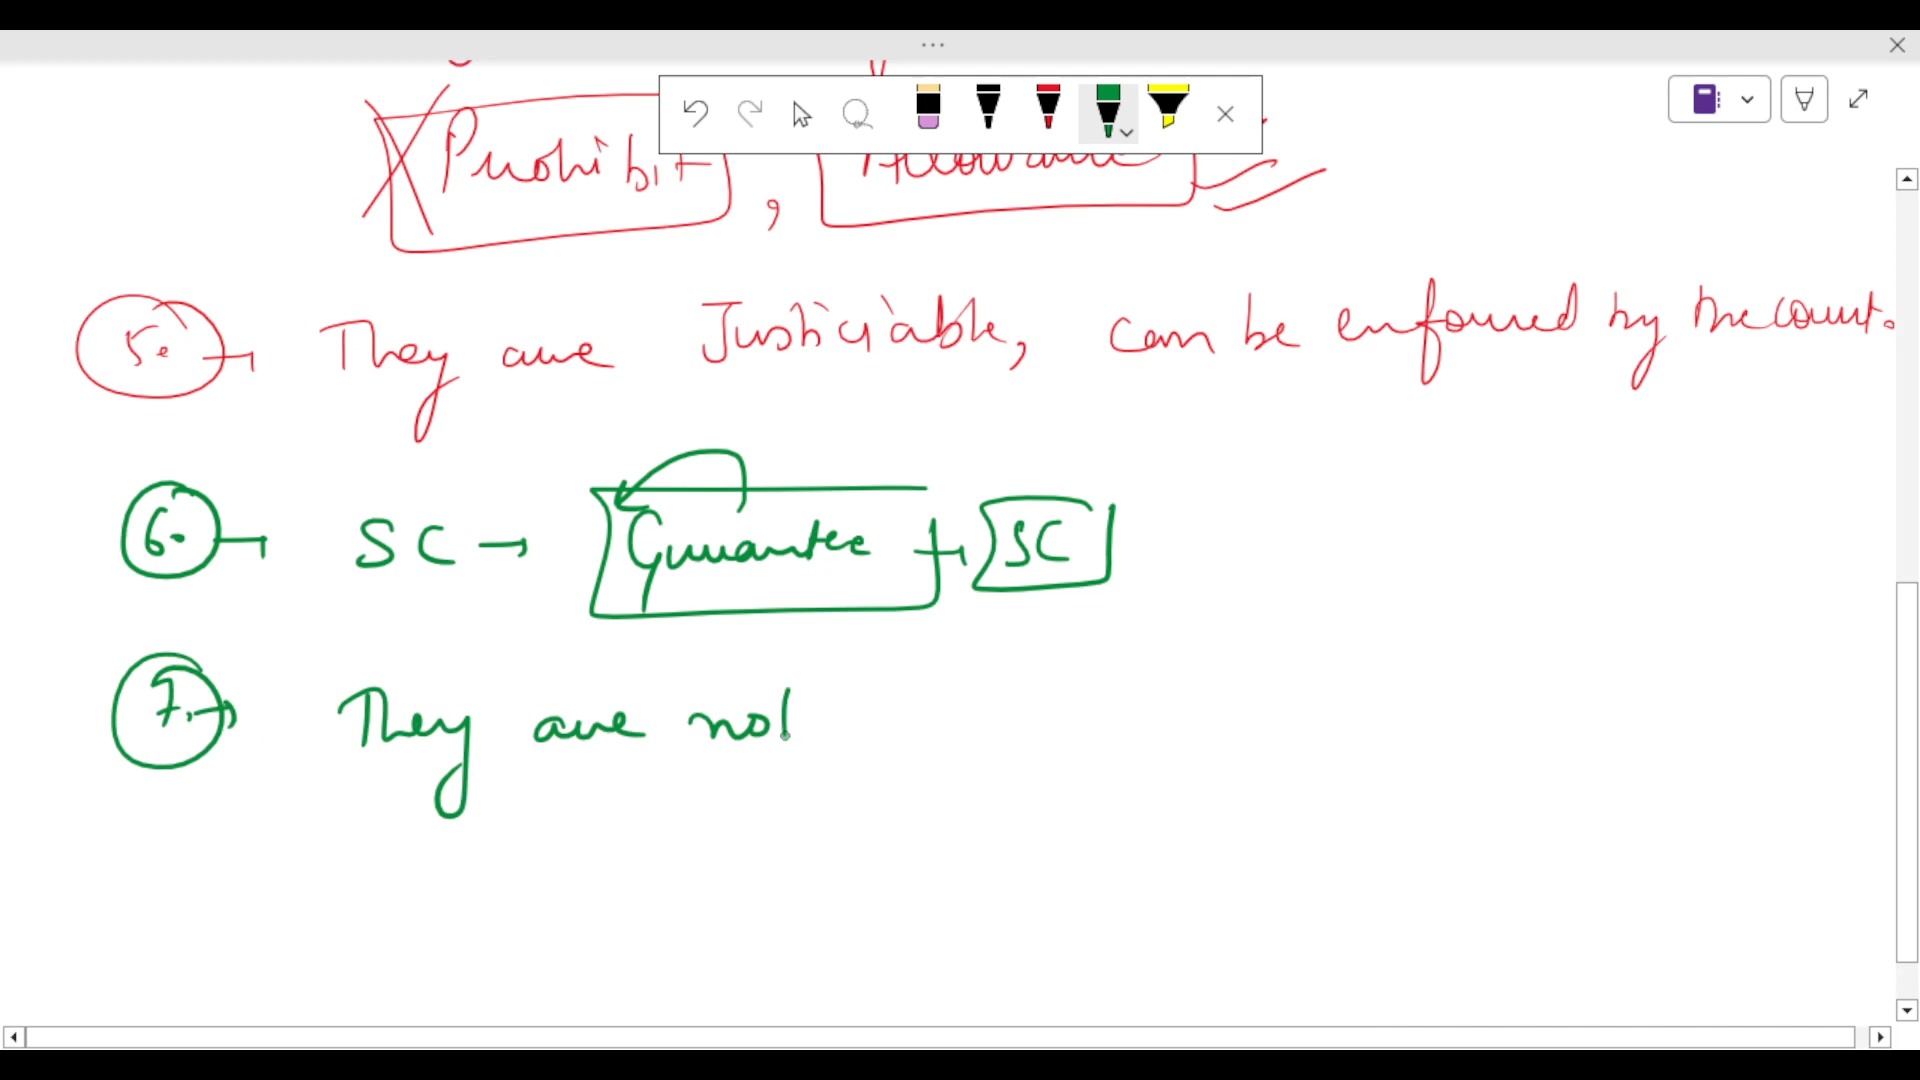 Prohibit,
5. They are Justiciable, can be enforced by the court.
6. SC → Guarantee → SC
7. They are not